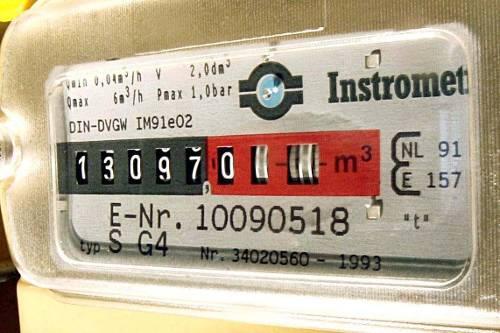 Qmin 0,04m³/h V 2,0dm³
Qmax 6m³/h Pmax 1,0bar
Instromet
DIN-DVGW IM91e02
13097,0 m³
NL 91
E 157
E-Nr. 10090518
"t"
typ S G4 Nr. 34020560 - 1993